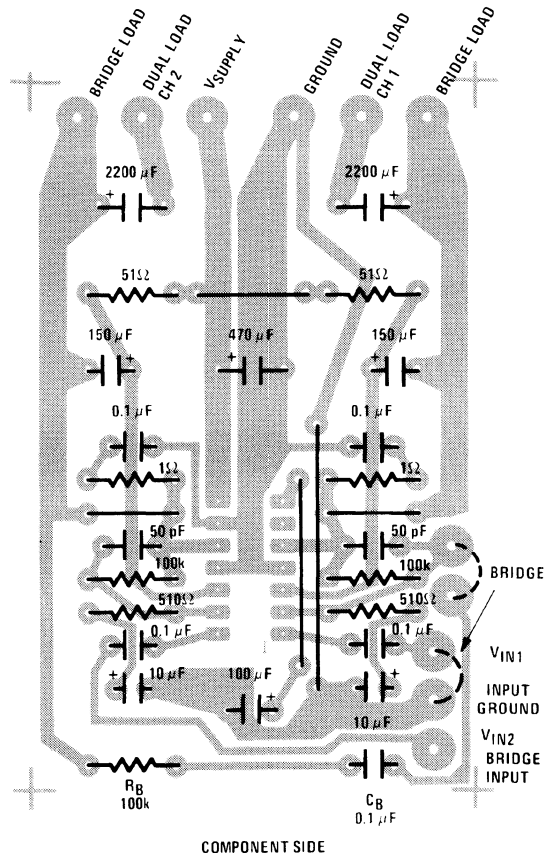 BRIDGE LOAD
DUAL LOAD
CH 2
VSUPPLY
GROUND
DUAL LOAD
CH 1
BRIDGE LOAD
2200 µF
2200 µF
+
+
51Ω
51Ω
150 µF
470 µF
150 µF
+
+
+
0.1 µF
0.1 µF
1Ω
1Ω
50 pF
50 pF
100k
100k
BRIDGE
510Ω
510Ω
0.1 µF
0.1 µF
VIN1
+
10 µF
100 µF
+
+
10 µF
INPUT
GROUND
VIN2
BRIDGE
INPUT
RB
100k
CB
0.1 µF
COMPONENT SIDE